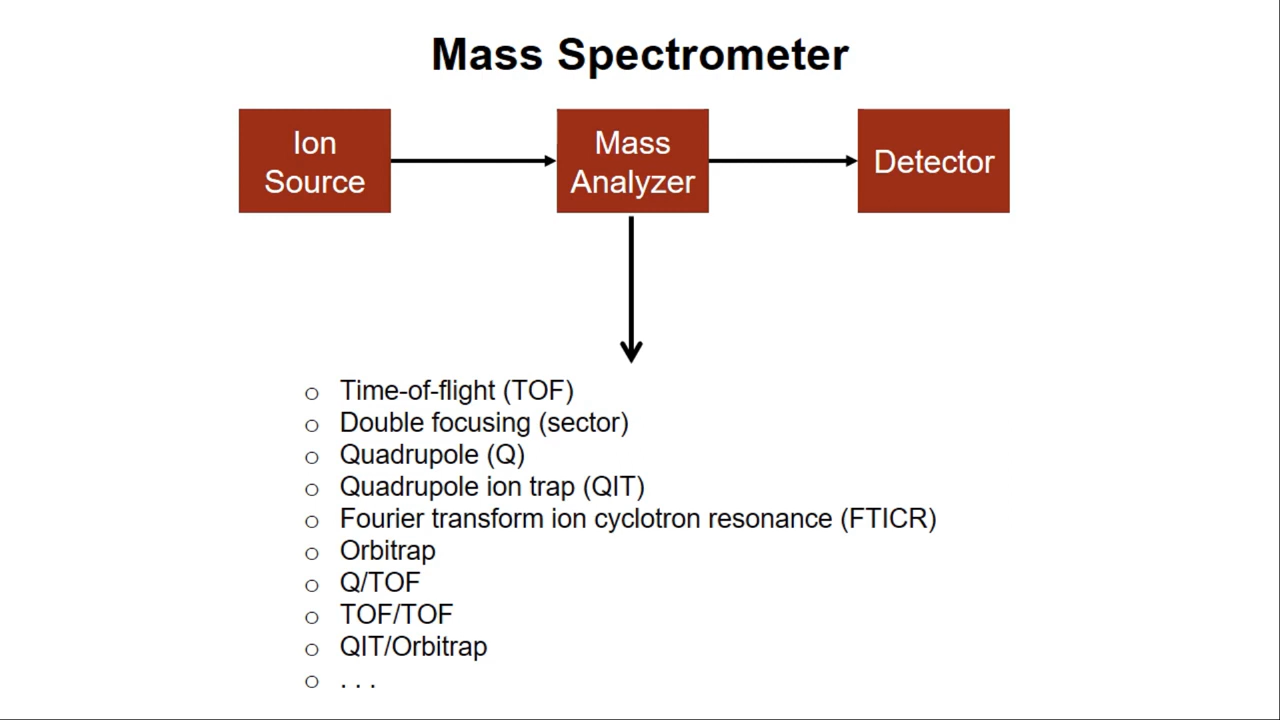 Mass Spectrometer
Ion
Source
Mass
Analyzer
Detector
Time-of-flight (TOF)
Double focusing (sector)
Quadrupole (Q)
Quadrupole ion trap (QIT)
Fourier transform ion cyclotron resonance (FTICR)
Orbitrap
Q/TOF
TOF/TOF
QIT/Orbitrap
. . .